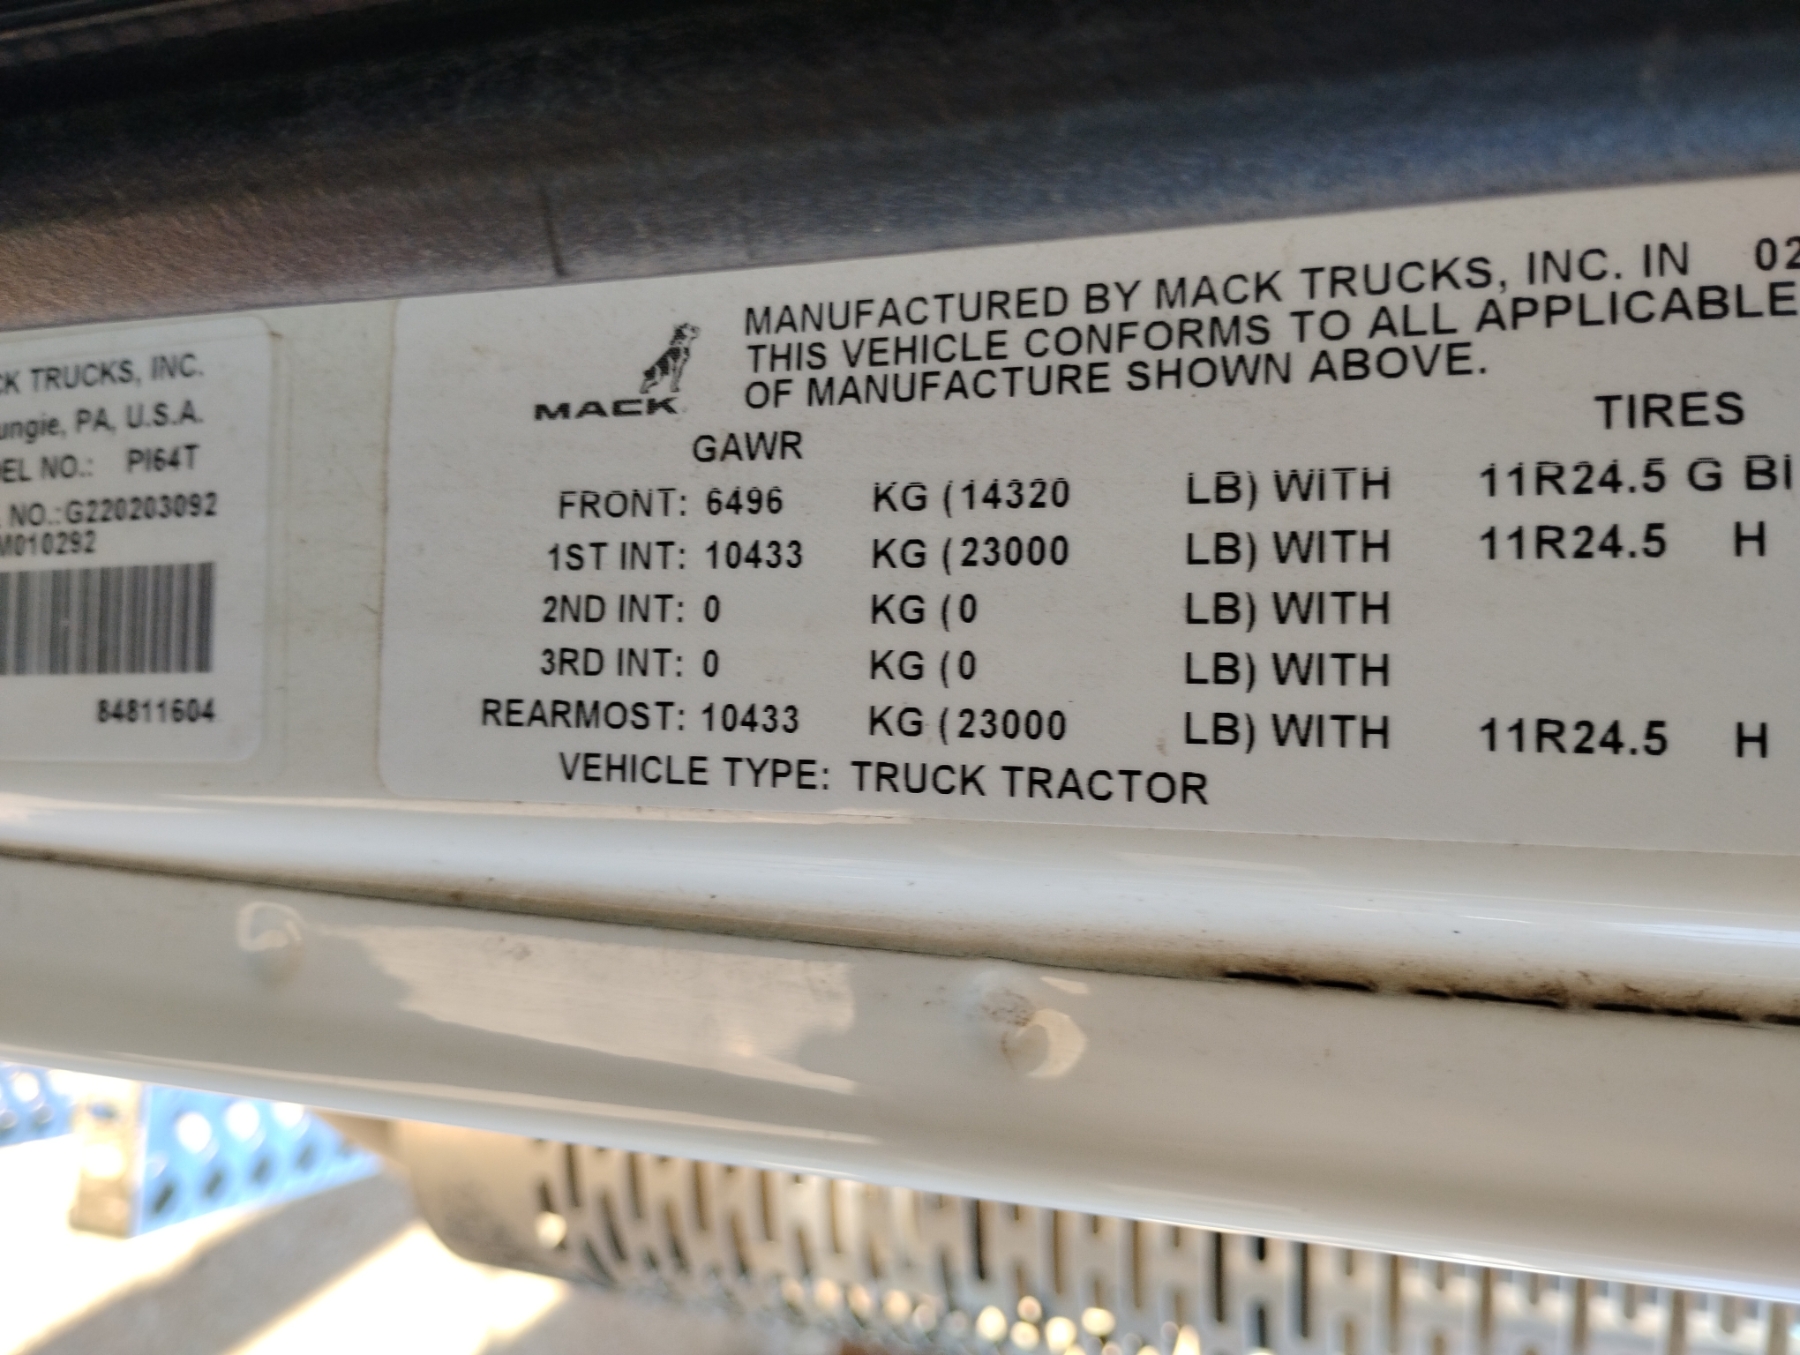 CK TRUCKS, INC.
ungie, PA, U.S.A.
DEL NO.: PI64T
NO.:G220203092
M010292
84811604
MACK
MANUFACTURED BY MACK TRUCKS, INC. IN 02
THIS VEHICLE CONFORMS TO ALL APPLICABLE
OF MANUFACTURE SHOWN ABOVE.
GAWR TIRES
FRONT: 6496 KG (14320 LB) WITH 11R24.5 G
1ST INT: 10433 KG (23000 LB) WITH 11R24.5 H
2ND INT: 0 KG (0 LB) WITH
3RD INT: 0 KG (0 LB) WITH
REARMOST: 10433 KG (23000 LB) WITH 11R24.5 H
VEHICLE TYPE: TRUCK TRACTOR